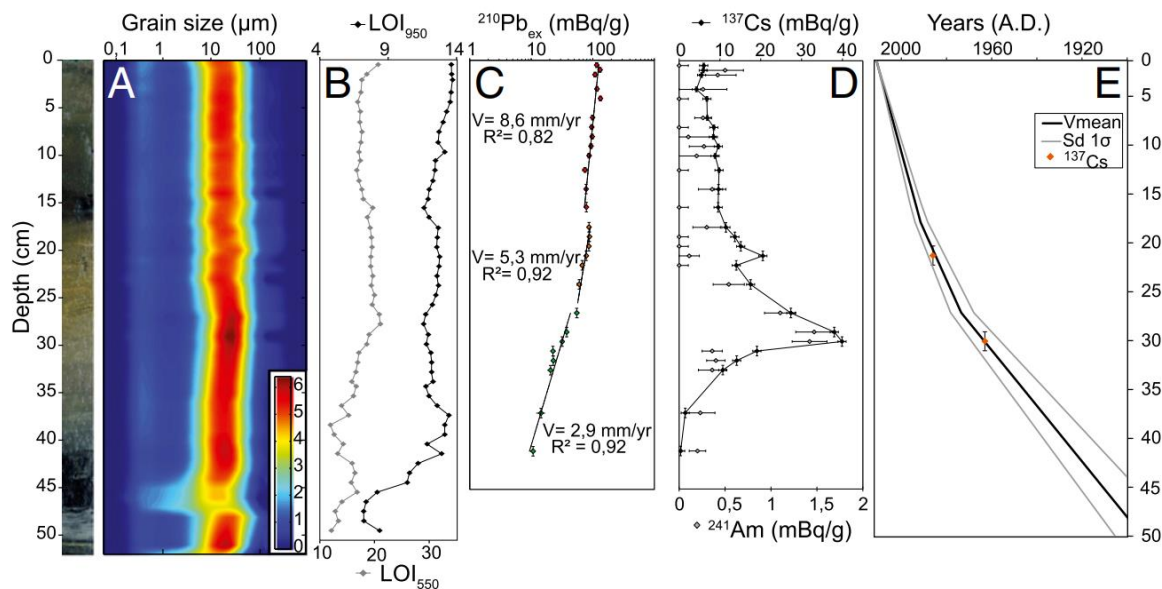 Grain size (µm)
0,1 1 10 100
LOI950
4 9 14
210Pbex (mBq/g)
1 10 100
137Cs (mBq/g)
0 10 20 30 40
Years (A.D.)
2000 1960 1920
A
B
C
D
E
Depth (cm)
0
5
10
15
20
25
30
35
40
45
50
V= 8,6 mm/yr
R²= 0,82
V= 5,3 mm/yr
R²= 0,92
V= 2,9 mm/yr
R² = 0,92
Vmean
Sd 1σ
137Cs
0
5
10
15
20
25
30
35
40
45
50
6
5
4
3
2
1
0
10 20 30
LOI550
0 0,5 1 1,5 2
241Am (mBq/g)